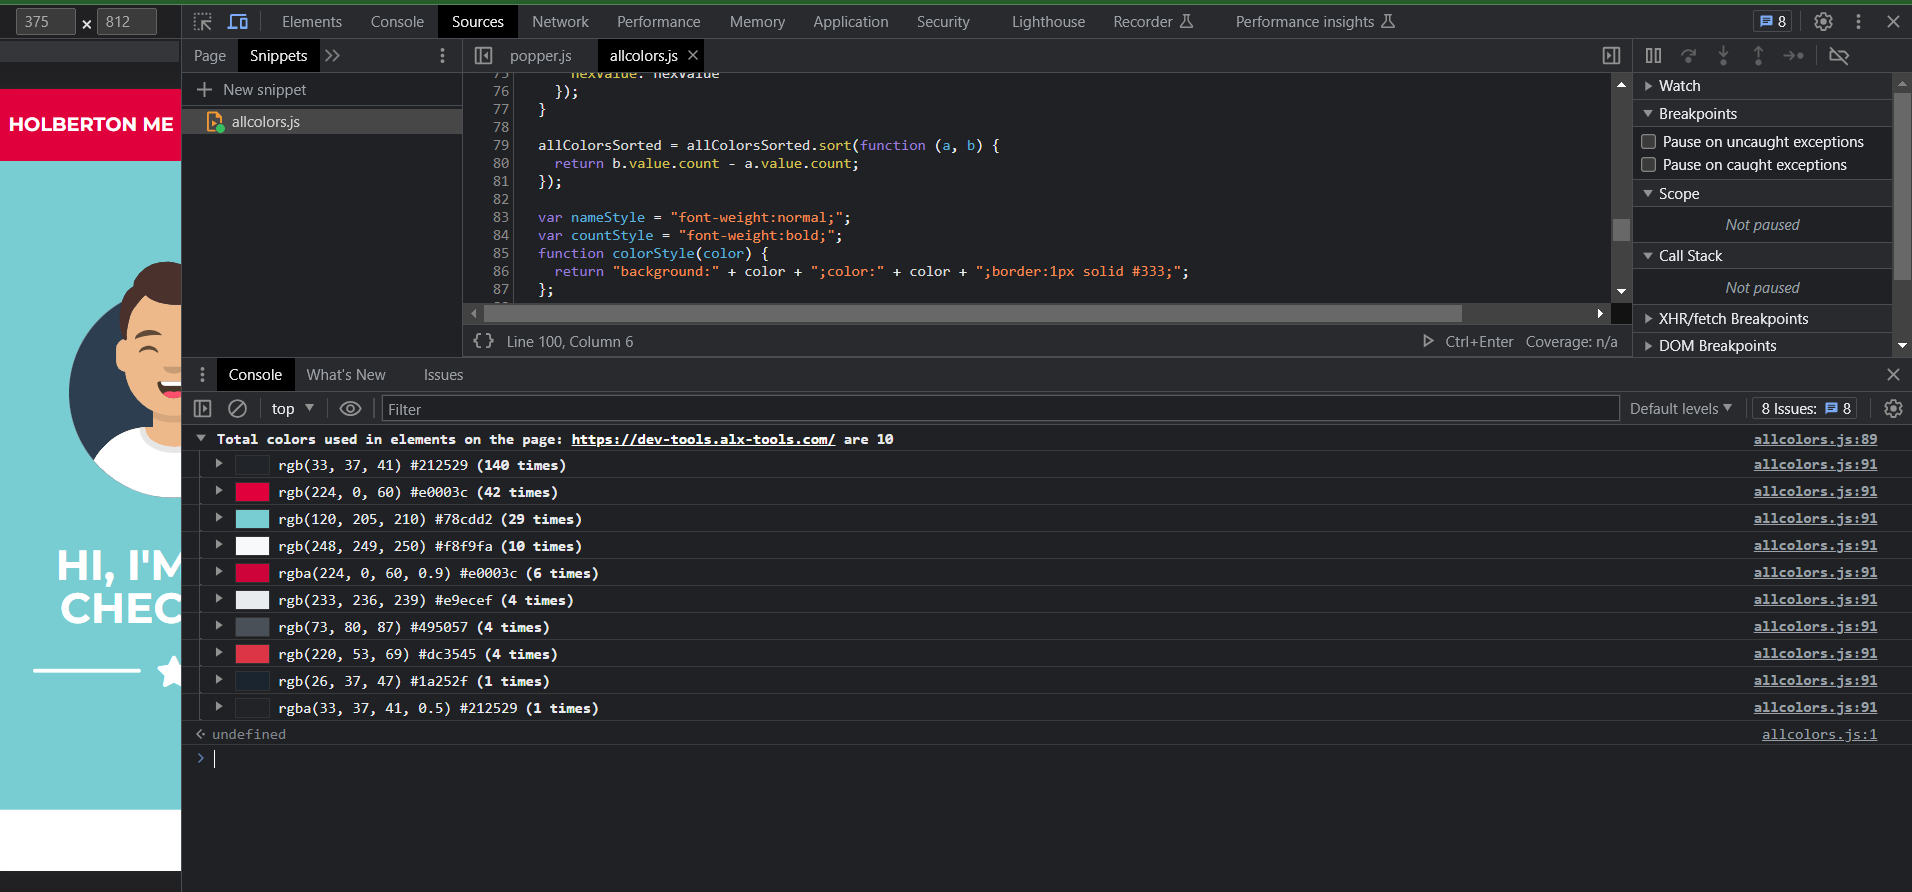 375 × 812
Elements Console Sources Network Performance Memory Application Security Lighthouse Recorder Performance insights 8
Page Snippets
popper.js allcolors.js
New snippet
allcolors.js
HOLBERTON ME
HI, I'M
CHEC
75 hexValue: hexValue
76 });
77 }
78
79 allColorsSorted = allColorsSorted.sort(function (a, b) {
80 return b.value.count - a.value.count;
81 });
82
83 var nameStyle = "font-weight:normal;";
84 var countStyle = "font-weight:bold;";
85 function colorStyle(color) {
86 return "background:" + color + ";color:" + color + ";border:1px solid #333;";
87 };
{} Line 100, Column 6 Ctrl+Enter Coverage: n/a
Watch
Breakpoints
Pause on uncaught exceptions
Pause on caught exceptions
Scope
Not paused
Call Stack
Not paused
XHR/fetch Breakpoints
DOM Breakpoints
Console What's New Issues
top Filter Default levels 8 Issues: 8
Total colors used in elements on the page: https://dev-tools.alx-tools.com/ are 10 allcolors.js:89
rgb(33, 37, 41) #212529 (140 times) allcolors.js:91
rgb(224, 0, 60) #e0003c (42 times) allcolors.js:91
rgb(120, 205, 210) #78cdd2 (29 times) allcolors.js:91
rgb(248, 249, 250) #f8f9fa (10 times) allcolors.js:91
rgba(224, 0, 60, 0.9) #e0003c (6 times) allcolors.js:91
rgb(233, 236, 239) #e9ecef (4 times) allcolors.js:91
rgb(73, 80, 87) #495057 (4 times) allcolors.js:91
rgb(220, 53, 69) #dc3545 (4 times) allcolors.js:91
rgb(26, 37, 47) #1a252f (1 times) allcolors.js:91
rgba(33, 37, 41, 0.5) #212529 (1 times) allcolors.js:91
undefined allcolors.js:1